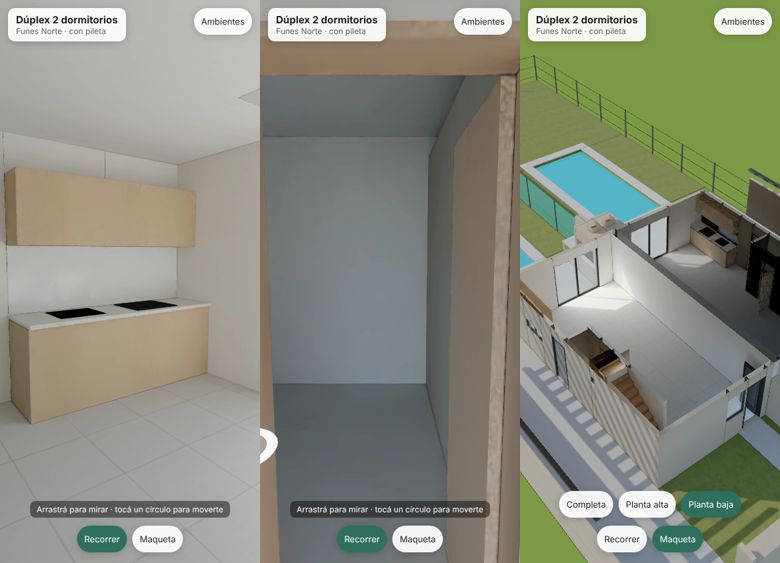 Dúplex 2 dormitorios
Funes Norte · con pileta
Ambientes
Arrastrá para mirar · tocá un círculo para moverte
Recorrer
Maqueta
Dúplex 2 dormitorios
Funes Norte · con pileta
Ambientes
Arrastrá para mirar · tocá un círculo para moverte
Recorrer
Maqueta
Dúplex 2 dormitorios
Funes Norte · con pileta
Ambientes
Completa
Planta alta
Planta baja
Recorrer
Maqueta